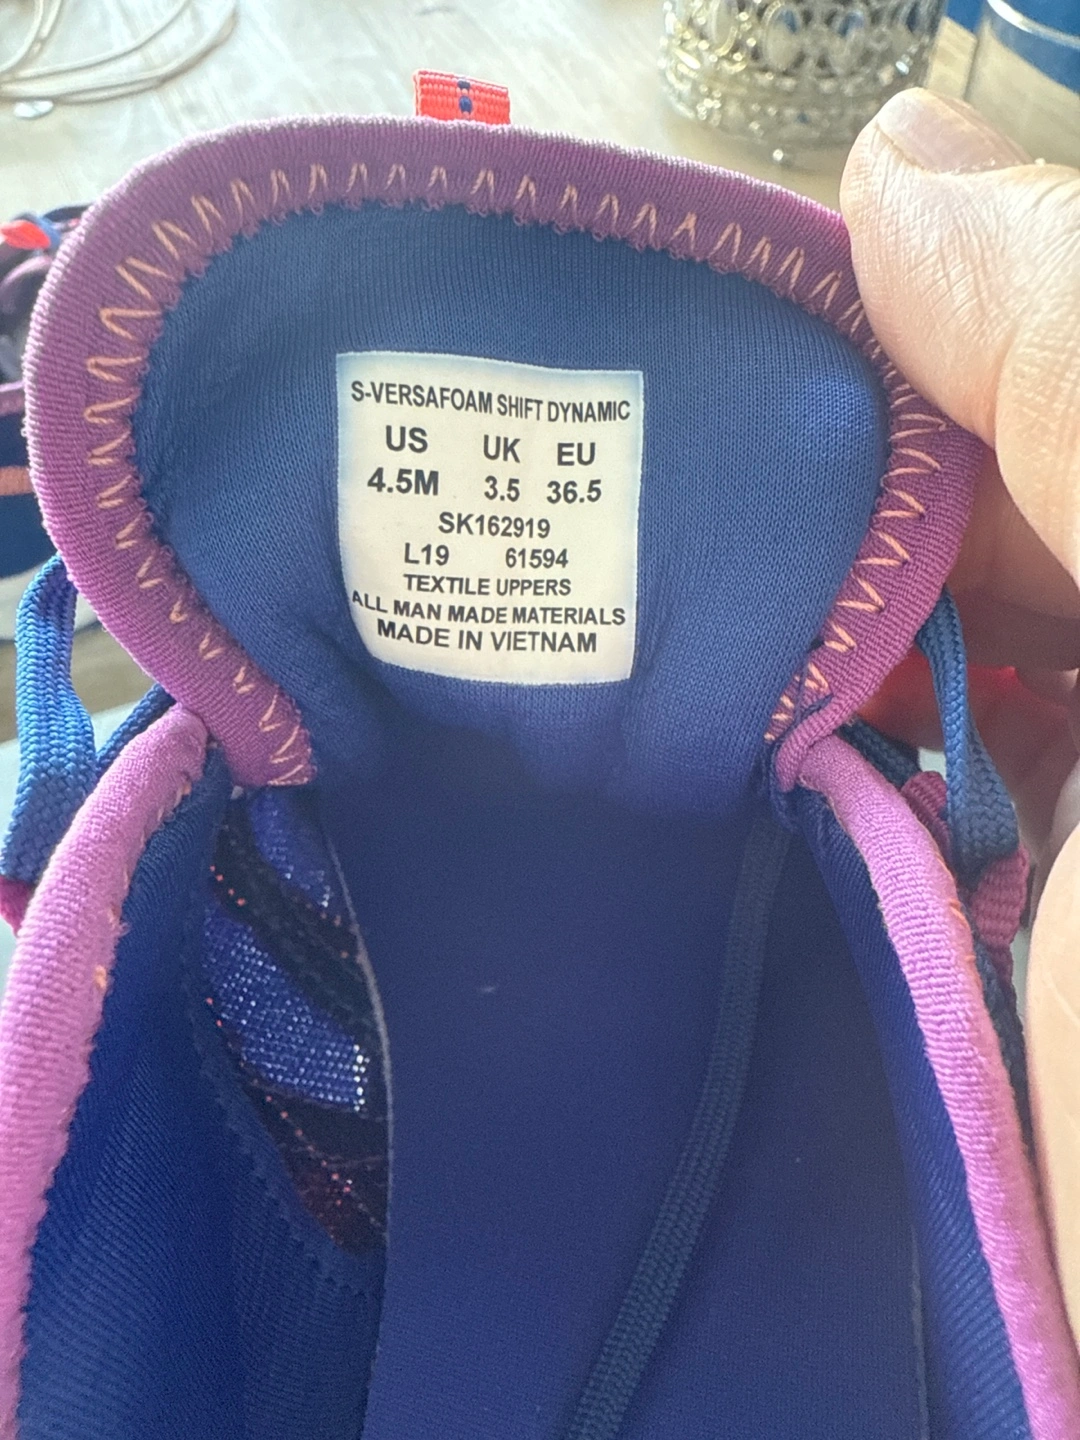 S-VERSAFOAM SHIFT DYNAMIC
US UK EU
4.5M 3.5 36.5
SK162919
L19 61594
TEXTILE UPPERS
ALL MAN MADE MATERIALS
MADE IN VIETNAM